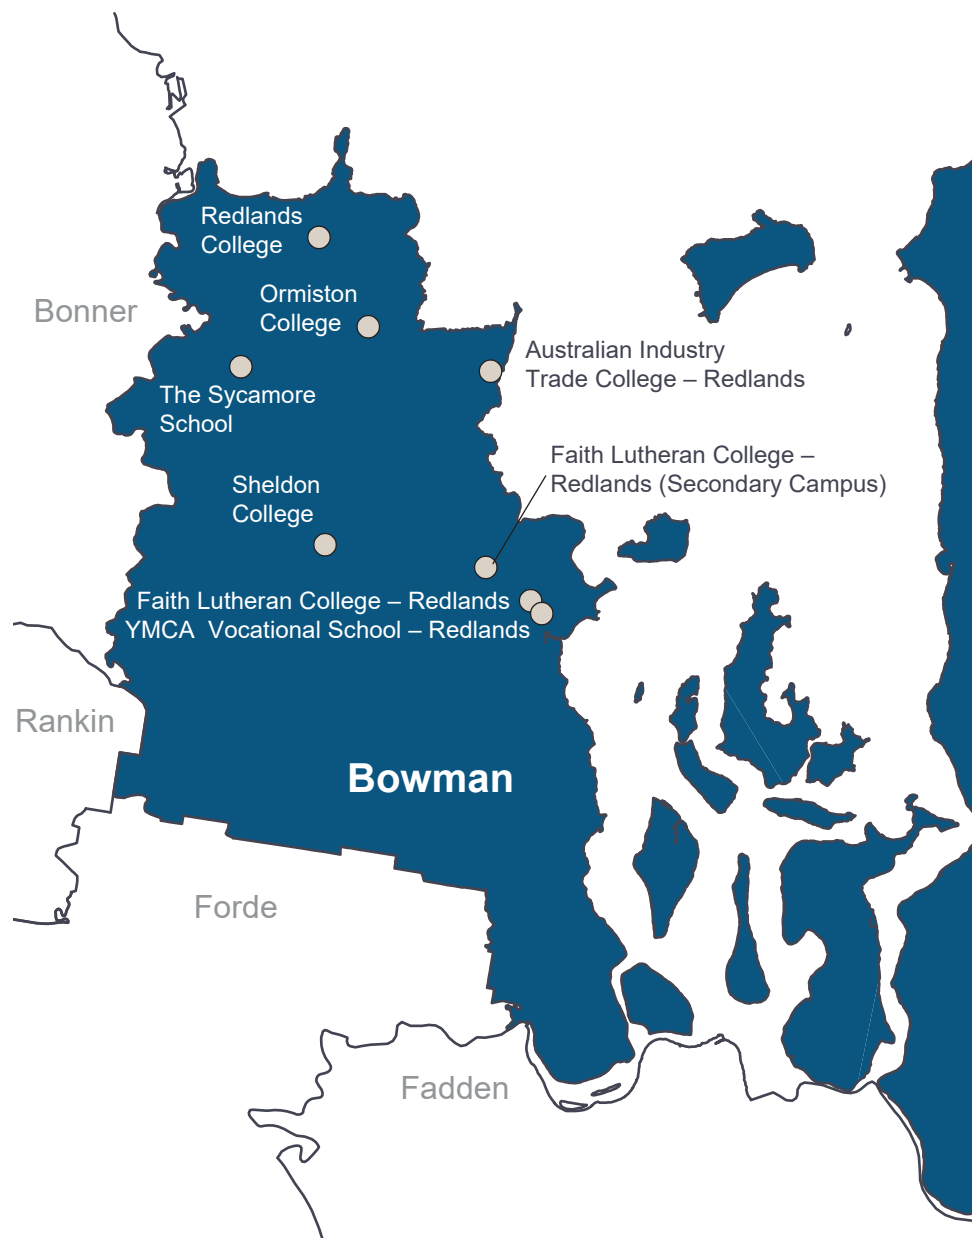 Redlands
College
Bonner
Ormiston
College
Australian Industry
Trade College – Redlands
The Sycamore
School
Faith Lutheran College –
Redlands (Secondary Campus)
Sheldon
College
Faith Lutheran College – Redlands
YMCA  Vocational School – Redlands
Rankin
Bowman
Forde
Fadden